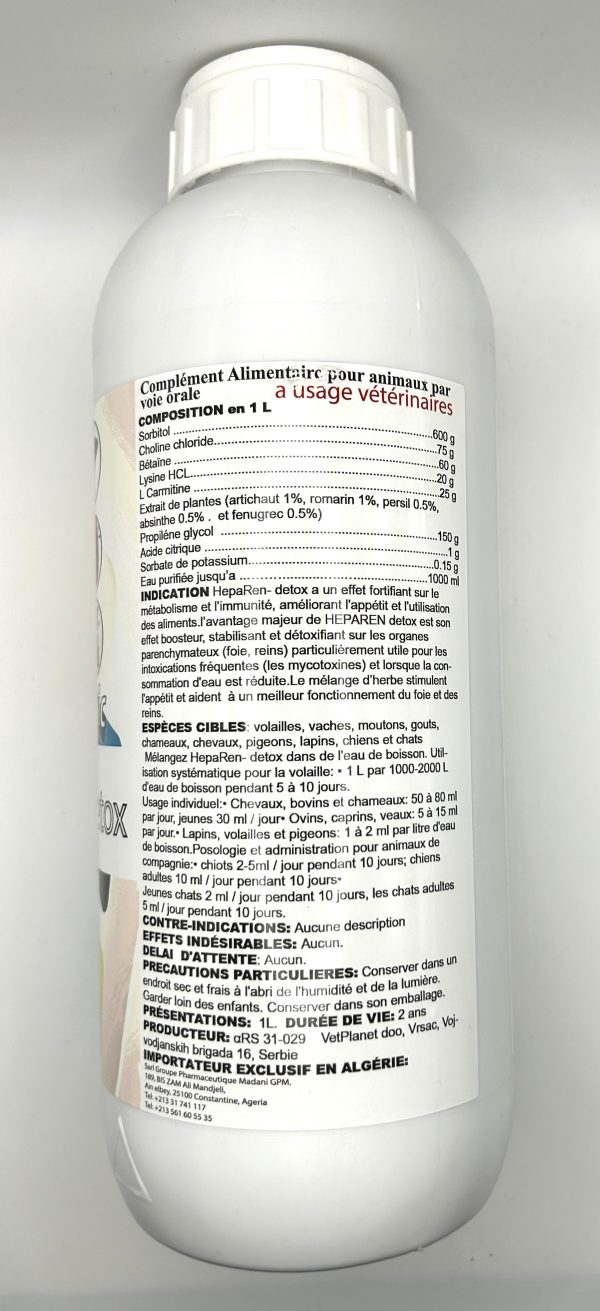 Complément Alimentaire pour animaux par
voie orale
a usage vétérinaires
COMPOSITION en 1 L
Sorbitol ...600 g
Choline chloride...75 g
Bétaïne ...60 g
Lysine HCL...20 g
L Carmitine ...25 g
Extrait de plantes (artichaut 1%, romarin 1%, persil 0.5%,
absinthe 0.5% . et fenugrec 0.5%)
Propiléne glycol ...150 g
Acide citrique ...1 g
Sorbate de potassium...0.15 g
Eau purifiée jusqu'a ...1000 ml
INDICATION HepaRen- detox a un effet fortifiant sur le
métabolisme et l'immunité, améliorant l'appétit et l'utilisation
des aliments.l'avantage majeur de HEPAREN detox est son
effet boosteur, stabilisant et détoxifiant sur les organes
parenchymateux (foie, reins) particulièrement utile pour les
intoxications fréquentes (les mycotoxines) et lorsque la con-
sommation d'eau est réduite.Le mélange d'herbe stimulent
l'appétit et aident à un meilleur fonctionnement du foie et des
reins.
ESPÈCES CIBLES: volailles, vaches, moutons, gouts,
chameaux, chevaux, pigeons, lapins, chiens et chats
Mélangez HepaRen- detox dans de l'eau de boisson. Util-
isation systématique pour la volaille: • 1 L par 1000-2000 L
d'eau de boisson pendant 5 à 10 jours.
Usage individuel:• Chevaux, bovins et chameaux: 50 à 80 ml
par jour, jeunes 30 ml / jour• Ovins, caprins, veaux: 5 à 15 ml
par jour.• Lapins, volailles et pigeons: 1 à 2 ml par litre d'eau
de boisson.Posologie et administration pour animaux de
compagnie:• chiots 2-5ml / jour pendant 10 jours; chiens
adultes 10 ml / jour pendant 10 jours•
Jeunes chats 2 ml / jour pendant 10 jours, les chats adultes
5 ml / jour pendant 10 jours.
CONTRE-INDICATIONS: Aucune description
EFFETS INDÉSIRABLES: Aucun.
DELAI D'ATTENTE: Aucun.
PRECAUTIONS PARTICULIERES: Conserver dans un
endroit sec et frais à l'abri de l'humidité et de la lumière.
Garder loin des enfants. Conserver dans son emballage.
PRÉSENTATIONS: 1L. DURÉE DE VIE: 2 ans
PRODUCTEUR: αRS 31-029 VetPlanet doo, Vrsac, Voj-
vodjanskih brigada 16, Serbie
IMPORTATEUR EXCLUSIF EN ALGÉRIE:
Sarl Groupe Pharmaceutique Madani GPM.
189, BIS ZAM Ali Mandjeli,
Ain elbey, 25100 Constantine, Ageria
Tel: +213 31 741 117
Tel: +213 561 60 55 35